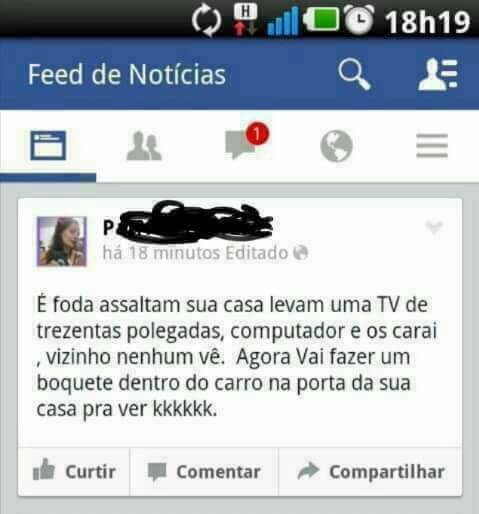 H
18h19
Feed de Notícias
1
P
há 18 minutos Editado
É foda assaltam sua casa levam uma TV de
trezentas polegadas, computador e os carai
, vizinho nenhum vê.  Agora Vai fazer um
boquete dentro do carro na porta da sua
casa pra ver kkkkkk.
Curtir Comentar Compartilhar